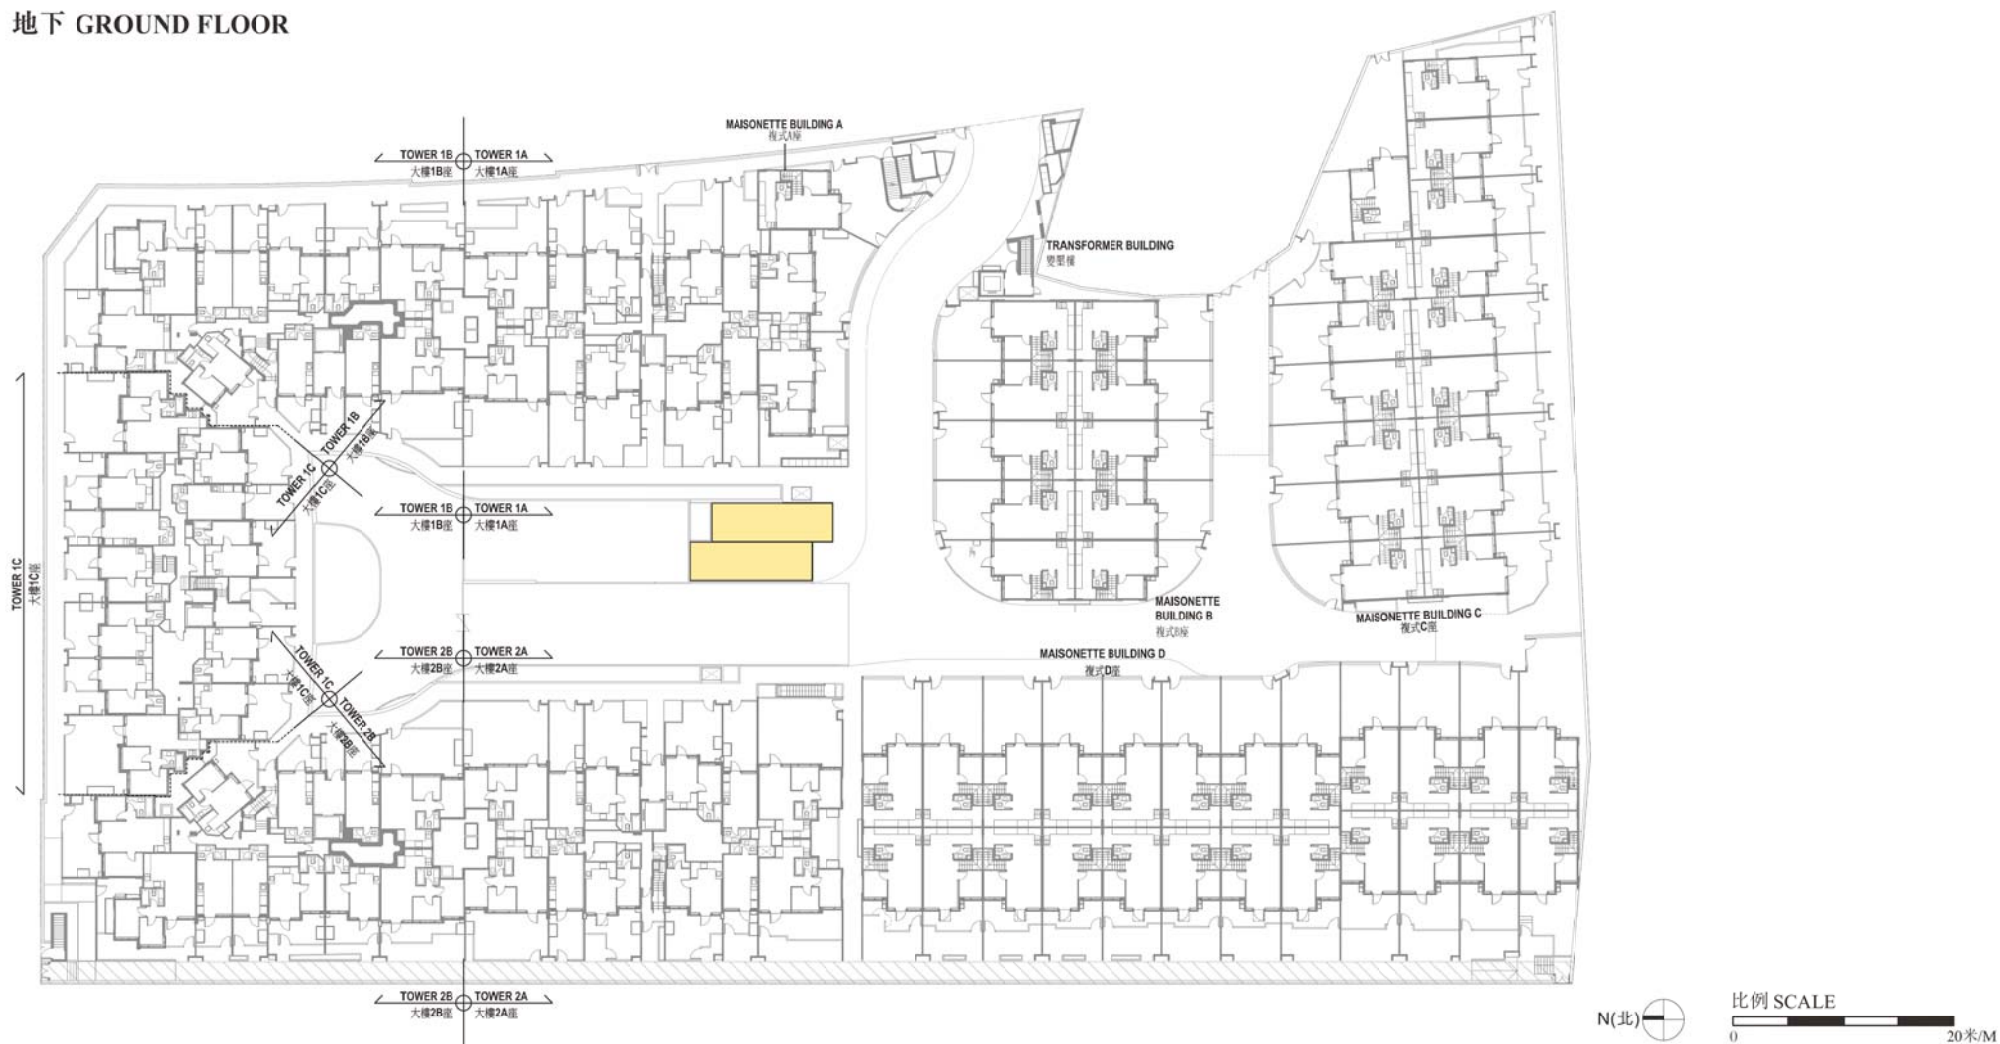 地下 GROUND FLOOR
MAISONETTE BUILDING A
複式A座
TOWER 1B TOWER 1A
大樓1B座 大樓1A座
TRANSFORMER BUILDING
變壓樓
TOWER 1B
大樓1B座
TOWER 1C
大樓1C座
TOWER 1B TOWER 1A
大樓1B座 大樓1A座
TOWER 1C
大樓1C座
MAISONETTE
BUILDING B
複式B座
MAISONETTE BUILDING C
複式C座
TOWER 2B TOWER 2A
大樓2B座 大樓2A座
MAISONETTE BUILDING D
複式D座
TOWER 1C
大樓1C座
TOWER 2B
大樓2B座
TOWER 2B TOWER 2A
大樓2B座 大樓2A座
N(北)
比例 SCALE
0 20米/M